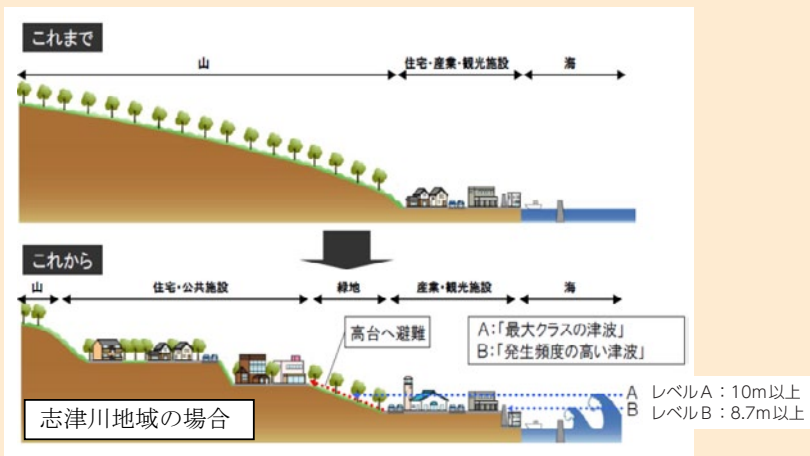 これまで
山
住宅・産業・観光施設
海
これから
山
住宅・公共施設
緑地
産業・観光施設
海
高台へ避難
A:「最大クラスの津波」
B:「発生頻度の高い津波」
A
B
レベルA：10m以上
レベルB：8.7m以上
志津川地域の場合